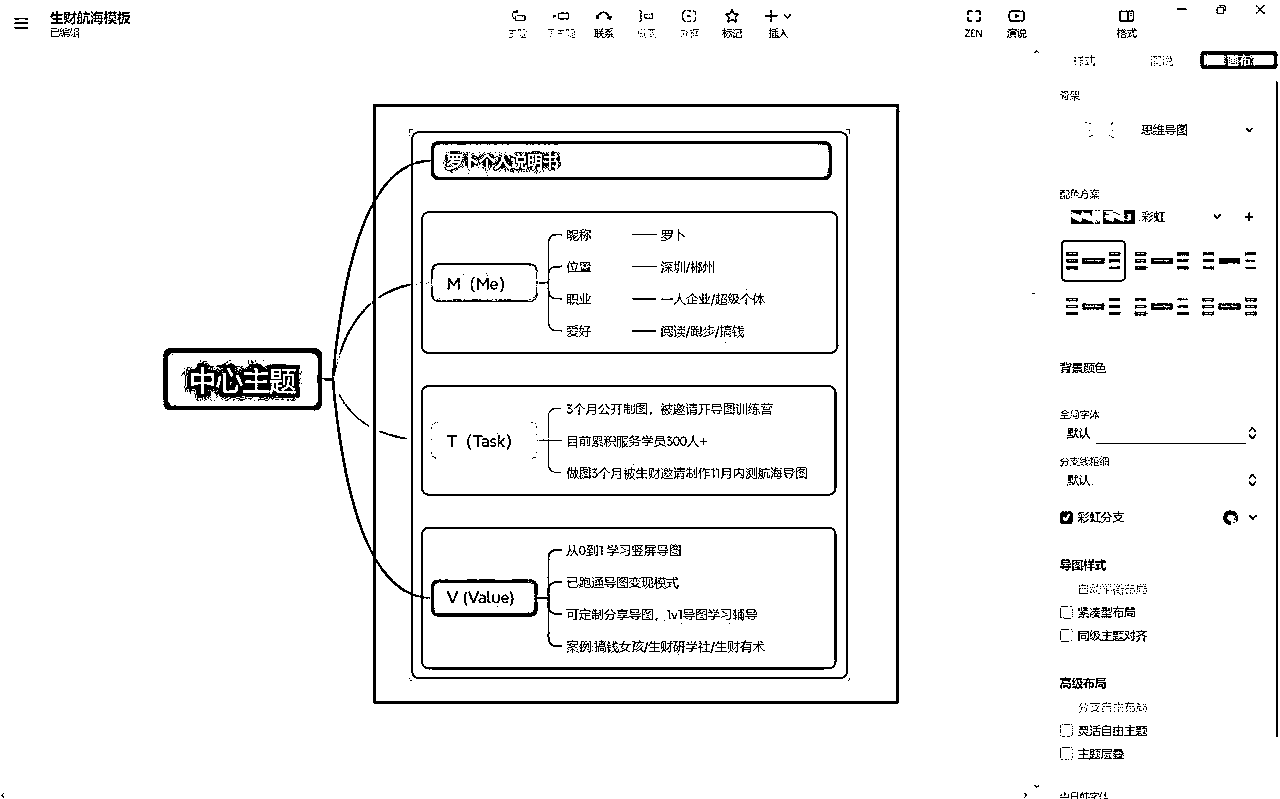 生财航海模板
已编辑
主题
子主题
联系
概要
外框
标记
插入
ZEN
演说
格式
样式
演说
画布
骨架
思维导图
配色方案
彩虹
背景颜色
全局字体
默认
分支线粗细
默认
彩虹分支
导图样式
自动平衡布局
紧凑型布局
同级主题对齐
高级布局
分支自由布局
灵活自由主题
主题层叠
中心主题
罗卜个人说明书
M（Me）
昵称 罗卜
位置 深圳/郴州
职业 一人企业/超级个体
爱好 阅读/跑步/搞钱
T（Task）
3个月公开制图，被邀请开导图训练营
目前累积服务学员300人+
做图3个月被生财邀请制作11月内测航海导图
V (Value)
从0到1 学习竖屏导图
已跑通导图变现模式
可定制分享导图，1v1导图学习辅导
案例:搞钱女孩/生财研学社/生财有术